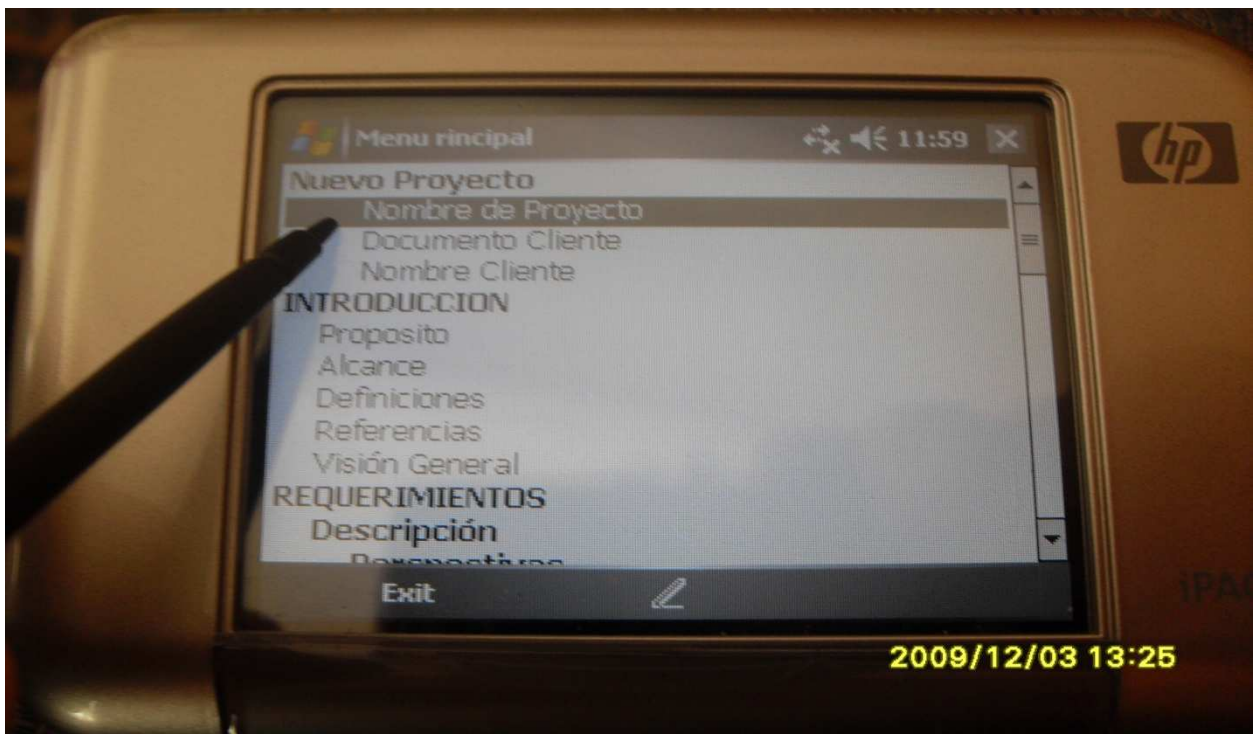 Menu rincipal 11:59
hp
Nuevo Proyecto
Nombre de Proyecto
Documento Cliente
Nombre Cliente
INTRODUCCION
Proposito
Alcance
Definiciones
Referencias
Visión General
REQUERIMIENTOS
Descripción
Perspectivas
Exit
2009/12/03 13:25